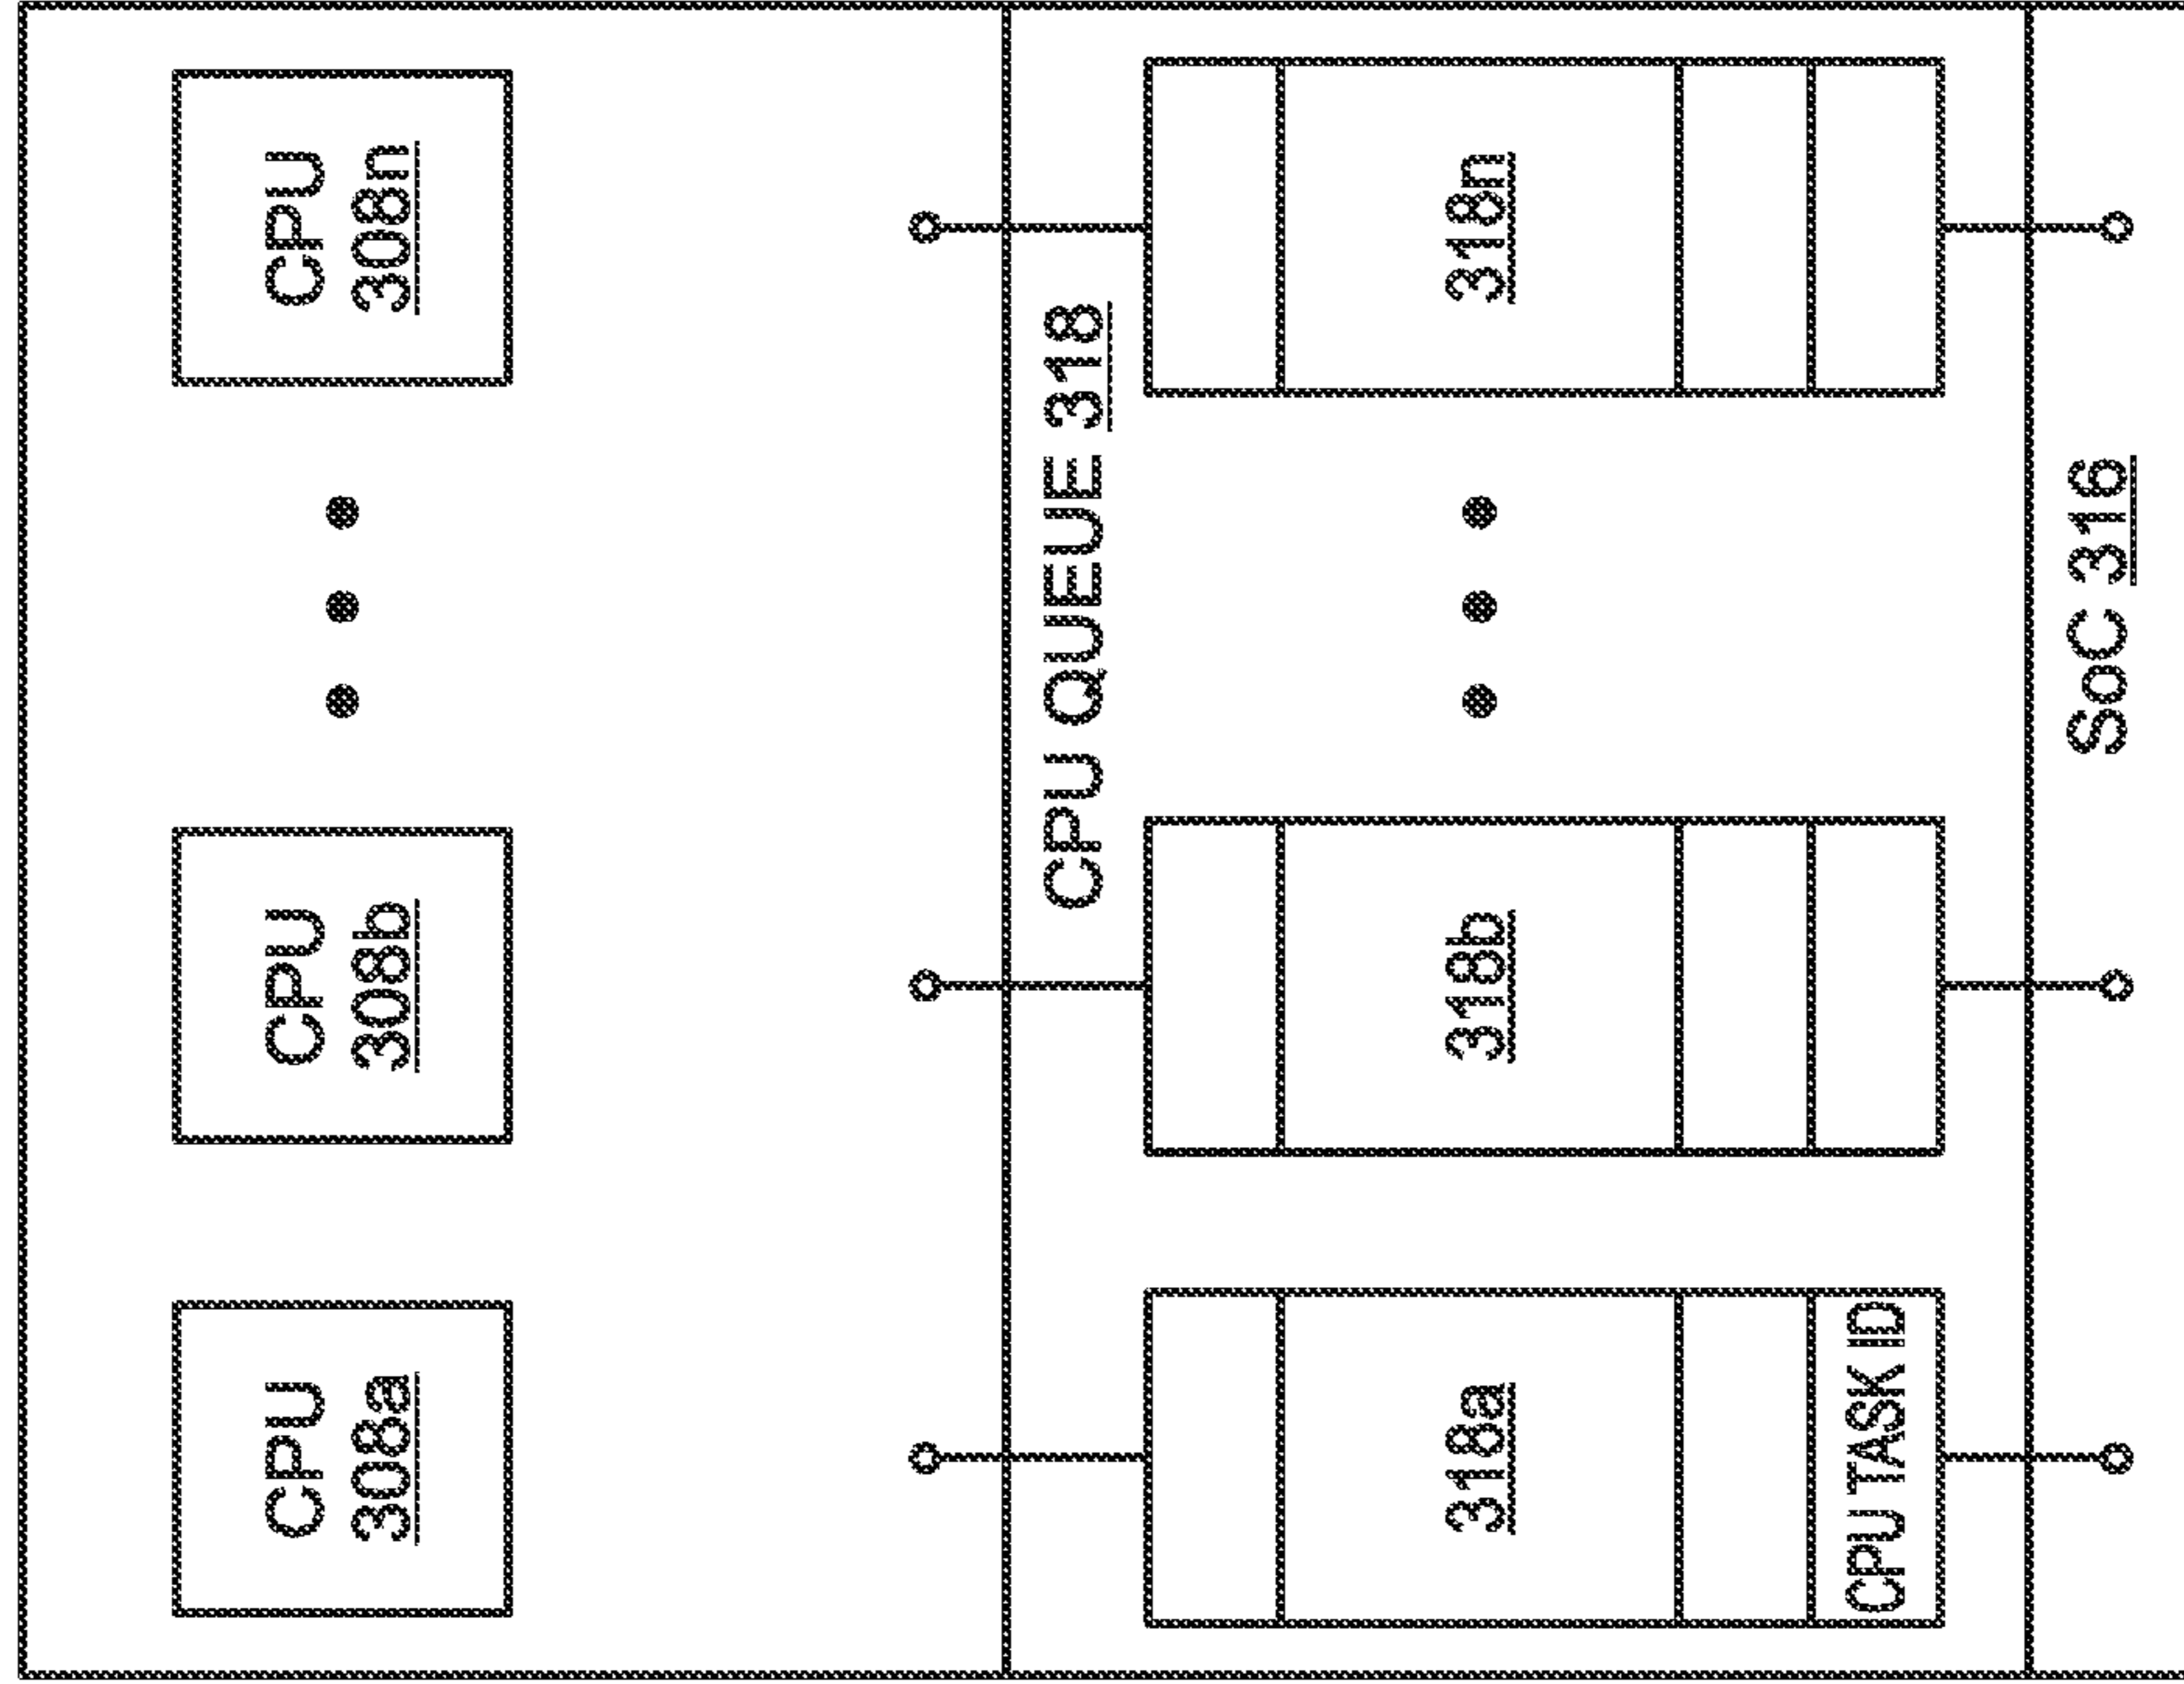 CPU
308a
CPU
308b
CPU
308n
CPU QUEUE 318
318a
318b
318n
CPU TASK ID
SoC 316